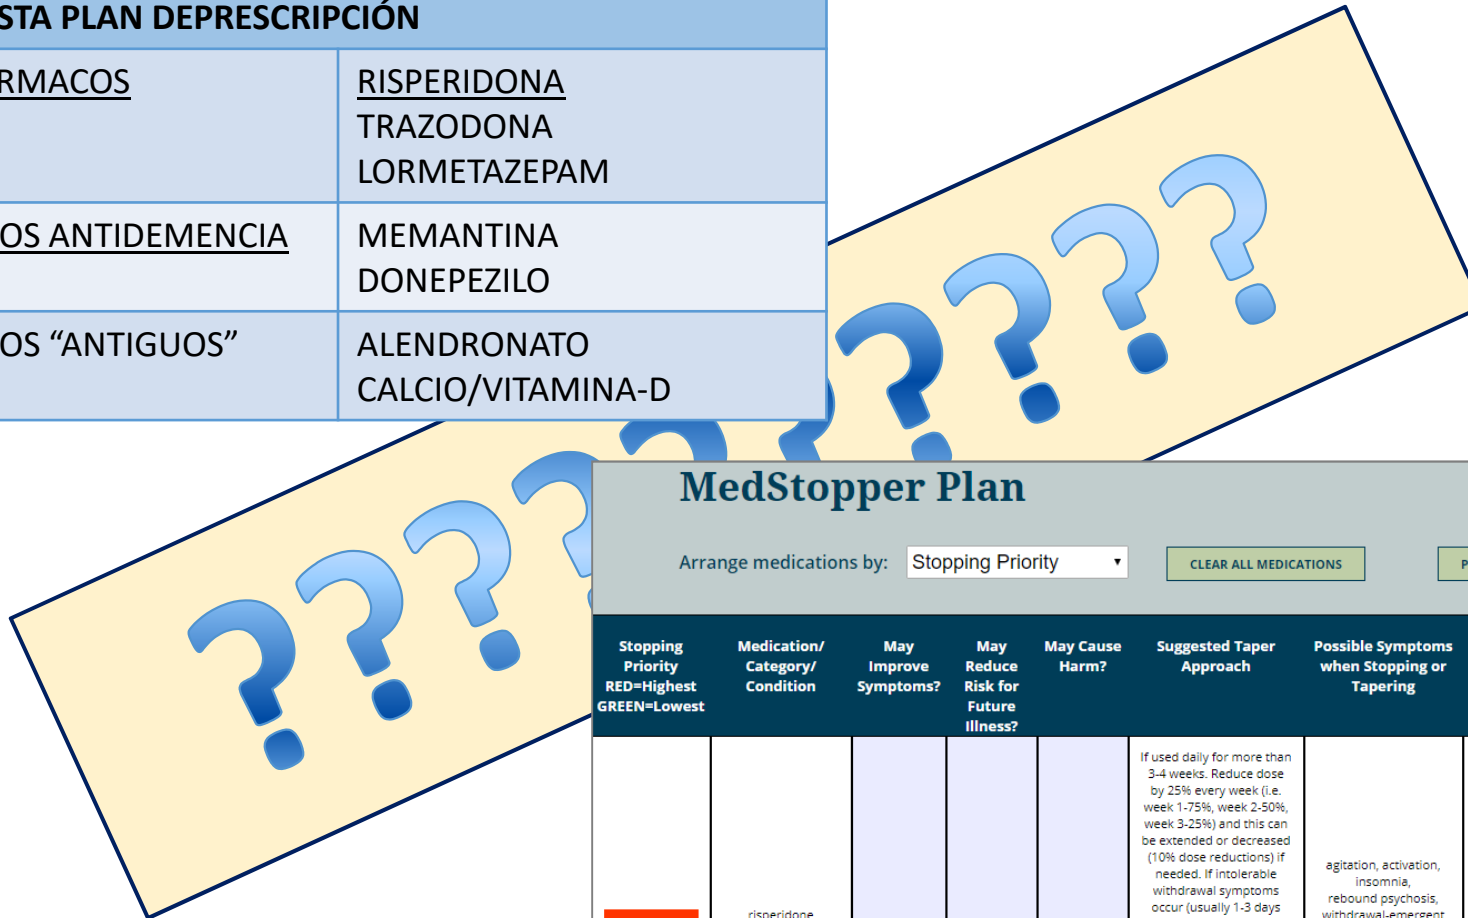 STA PLAN DEPRESCRIPCIÓN
RMACOS
RISPERIDONA
TRAZODONA
LORMETAZEPAM
OS ANTIDEMENCIA
MEMANTINA
DONEPEZILO
OS “ANTIGUOS”
ALENDRONATO
CALCIO/VITAMINA-D
? ? ? ? ? ? ? ? ? ?
MedStopper Plan
Arrange medications by:
Stopping Priority
CLEAR ALL MEDICATIONS
P
Stopping
Priority
RED=Highest
GREEN=Lowest
Medication/
Category/
Condition
May
Improve
Symptoms?
May
Reduce
Risk for
Future
Illness?
May Cause
Harm?
Suggested Taper
Approach
Possible Symptoms
when Stopping or
Tapering
risperidone
If used daily for more than
3-4 weeks. Reduce dose
by 25% every week (i.e.
week 1-75%, week 2-50%,
week 3-25%) and this can
be extended or decreased
(10% dose reductions) if
needed. If intolerable
withdrawal symptoms
occur (usually 1-3 days
agitation, activation,
insomnia,
rebound psychosis,
withdrawal-emergent